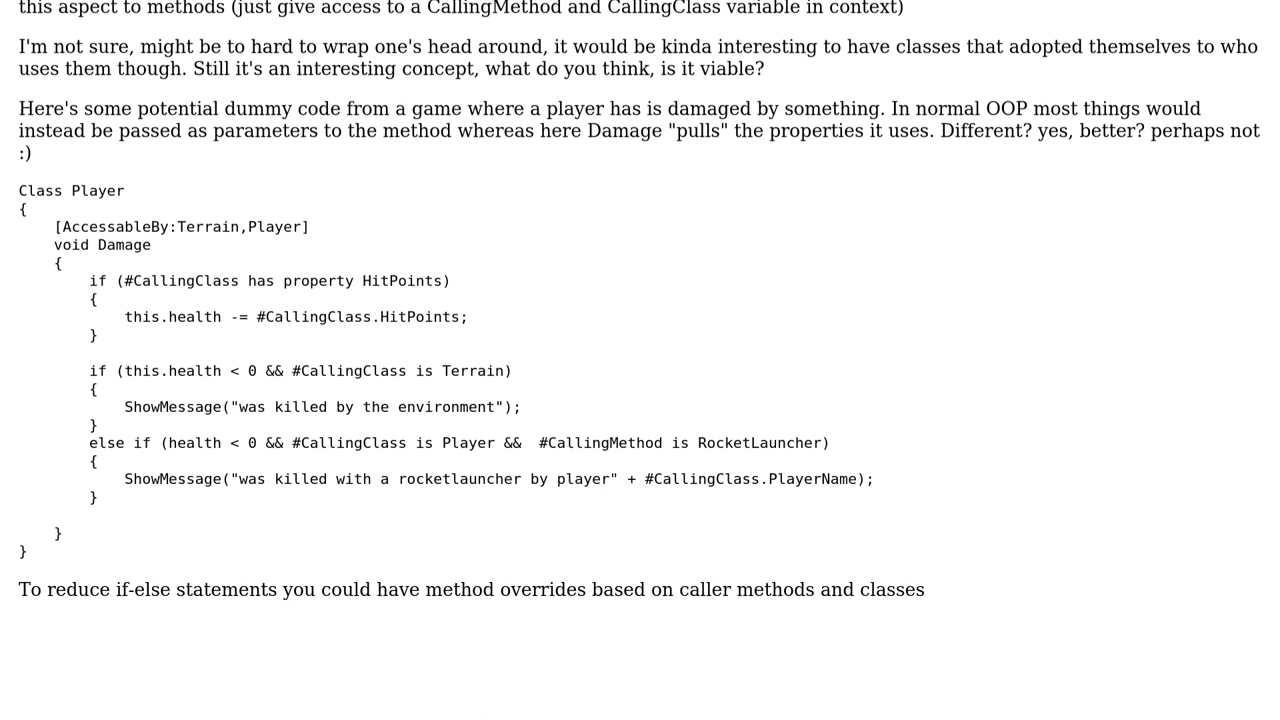 this aspect to methods (just give access to a CallingMethod and CallingClass variable in context)
I'm not sure, might be to hard to wrap one's head around, it would be kinda interesting to have classes that adopted themselves to who
uses them though. Still it's an interesting concept, what do you think, is it viable?
Here's some potential dummy code from a game where a player has is damaged by something. In normal OOP most things would
instead be passed as parameters to the method whereas here Damage "pulls" the properties it uses. Different? yes, better? perhaps not
:)
Class Player
{
    [AccessableBy:Terrain,Player]
    void Damage
    {
        if (#CallingClass has property HitPoints)
        {
            this.health -= #CallingClass.HitPoints;
        }
        if (this.health < 0 && #CallingClass is Terrain)
        {
            ShowMessage("was killed by the environment");
        }
        else if (health < 0 && #CallingClass is Player &&  #CallingMethod is RocketLauncher)
        {
            ShowMessage("was killed with a rocketlauncher by player" + #CallingClass.PlayerName);
        }
    }
}
To reduce if-else statements you could have method overrides based on caller methods and classes